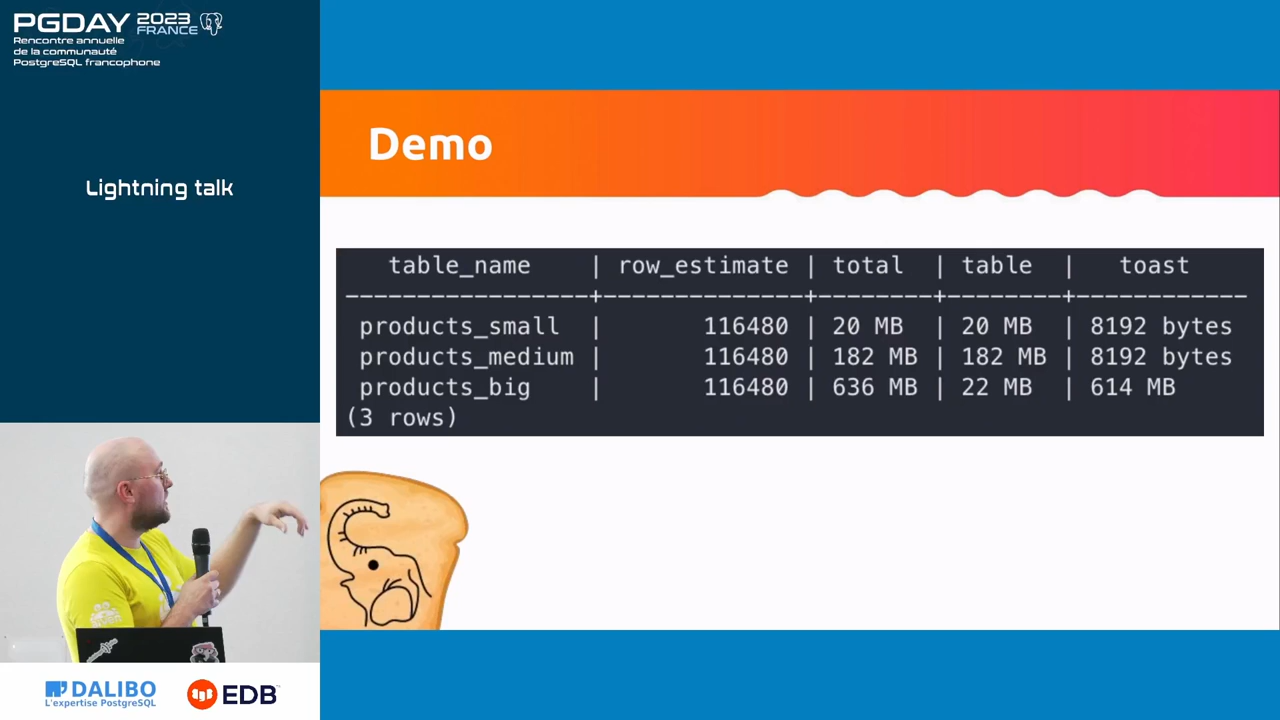 PGDAY 2023 FRANCE
Rencontre annuelle
de la communauté
PostgreSQL francophone
Lightning talk
Demo
table_name | row_estimate | total | table | toast
-----------------+--------------+--------+--------+------------
products_small | 116480 | 20 MB | 20 MB | 8192 bytes
products_medium | 116480 | 182 MB | 182 MB | 8192 bytes
products_big | 116480 | 636 MB | 22 MB | 614 MB
(3 rows)
DALIBO
L'expertise PostgreSQL
EDB